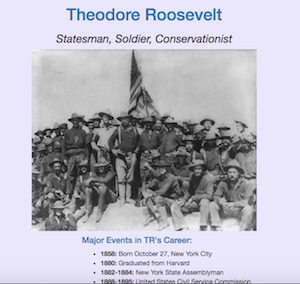 Theodore Roosevelt
Statesman, Soldier, Conservationist
Major Events in TR's Career:
1858: Born October 27, New York City
1880: Graduated from Harvard
1882-1884: New York State Assemblyman
1888-1895: United States Civil Service Commission